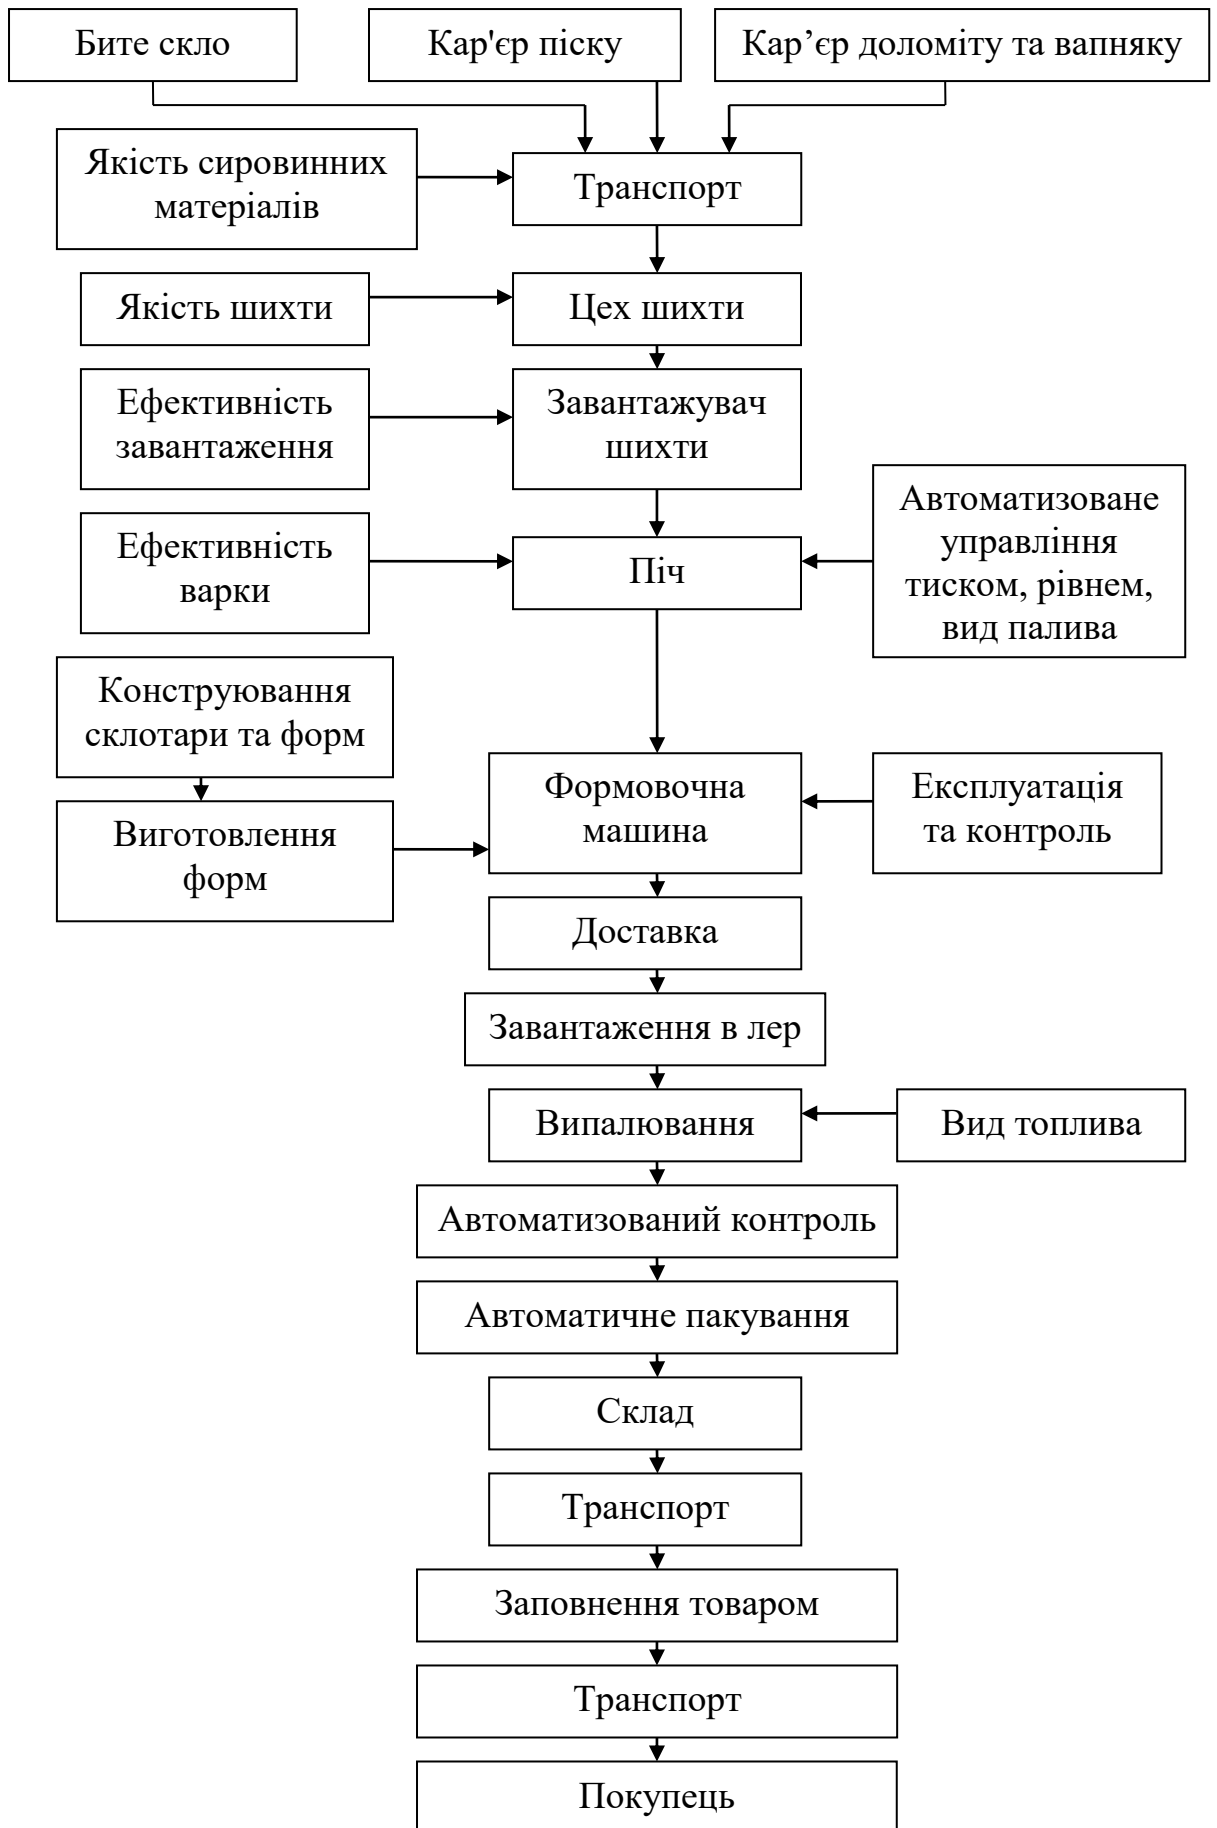 Бите скло
Кар'єр піску
Кар’єр доломіту та вапняку
Якість сировинних
матеріалів
Транспорт
Якість шихти
Цех шихти
Ефективність
завантаження
Завантажувач
шихти
Ефективність
варки
Піч
Автоматизоване
управління
тиском, рівнем,
вид палива
Конструювання
склотари та форм
Виготовлення
форм
Формовочна
машина
Експлуатація
та контроль
Доставка
Завантаження в лер
Випалювання
Вид топлива
Автоматизований контроль
Автоматичне пакування
Склад
Транспорт
Заповнення товаром
Транспорт
Покупець